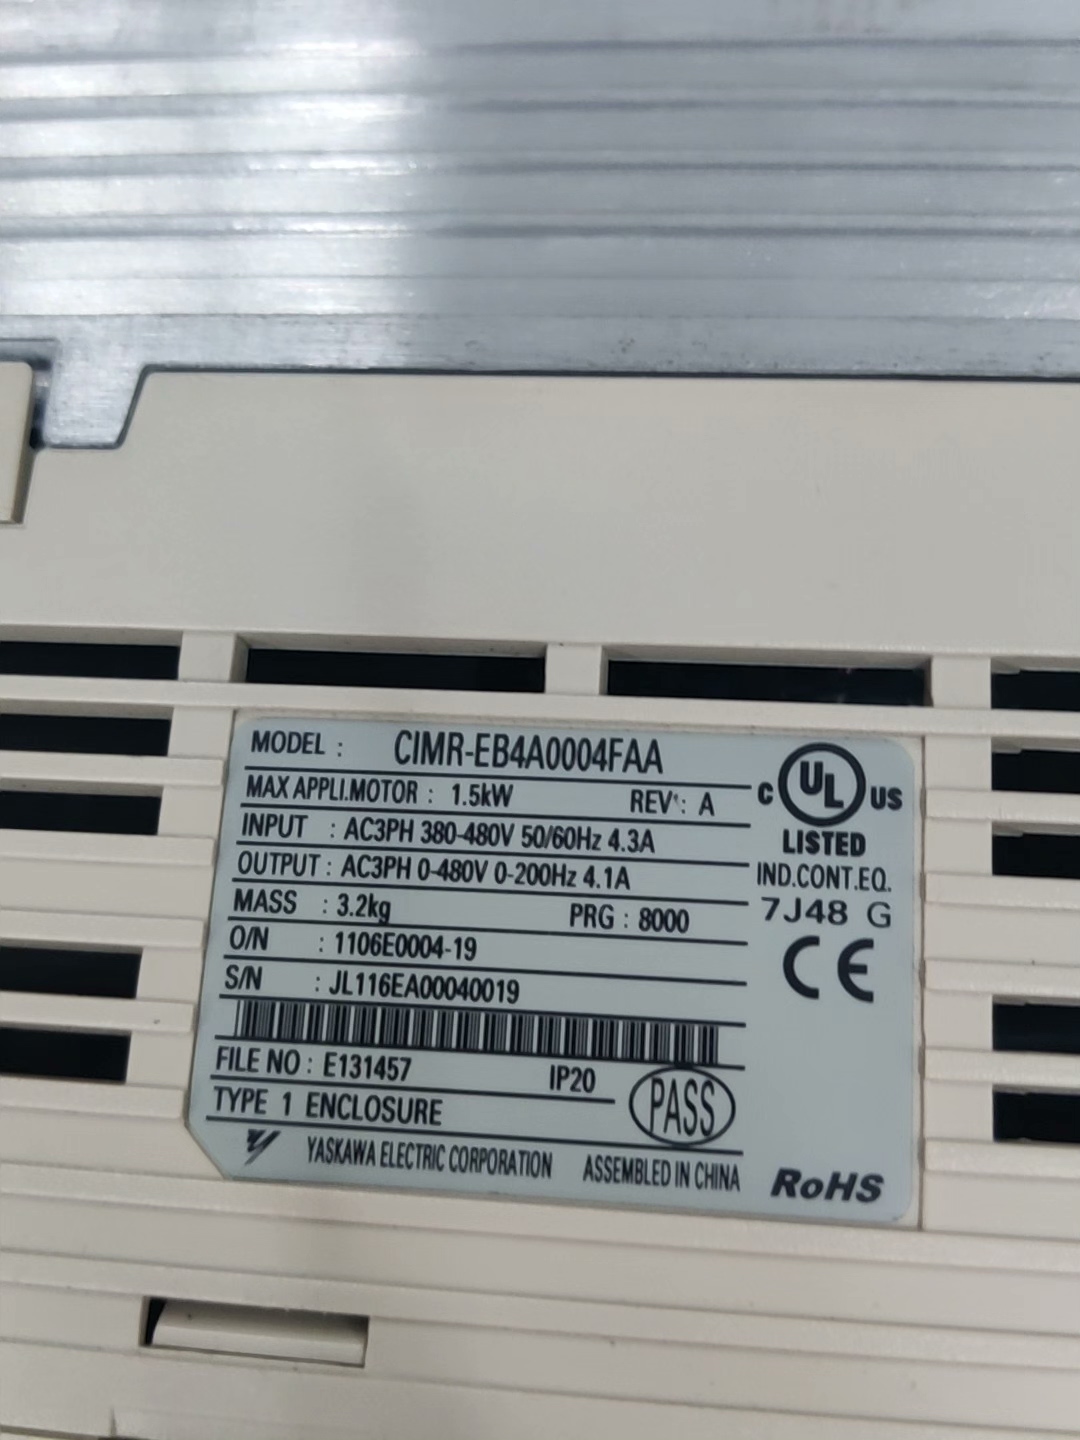 MODEL : CIMR-EB4A0004FAA
MAX APPLI.MOTOR : 1.5kW REV : A
INPUT : AC3PH 380-480V 50/60Hz 4.3A
OUTPUT : AC3PH 0-480V 0-200Hz 4.1A
MASS : 3.2kg PRG : 8000
O/N : 1106E0004-19
S/N : JL116EA00040019
FILE NO : E131457 IP20
TYPE 1 ENCLOSURE
PASS
YASKAWA ELECTRIC CORPORATION ASSEMBLED IN CHINA
C UL US
LISTED
IND.CONT.EQ.
7J48 G
CE
RoHS